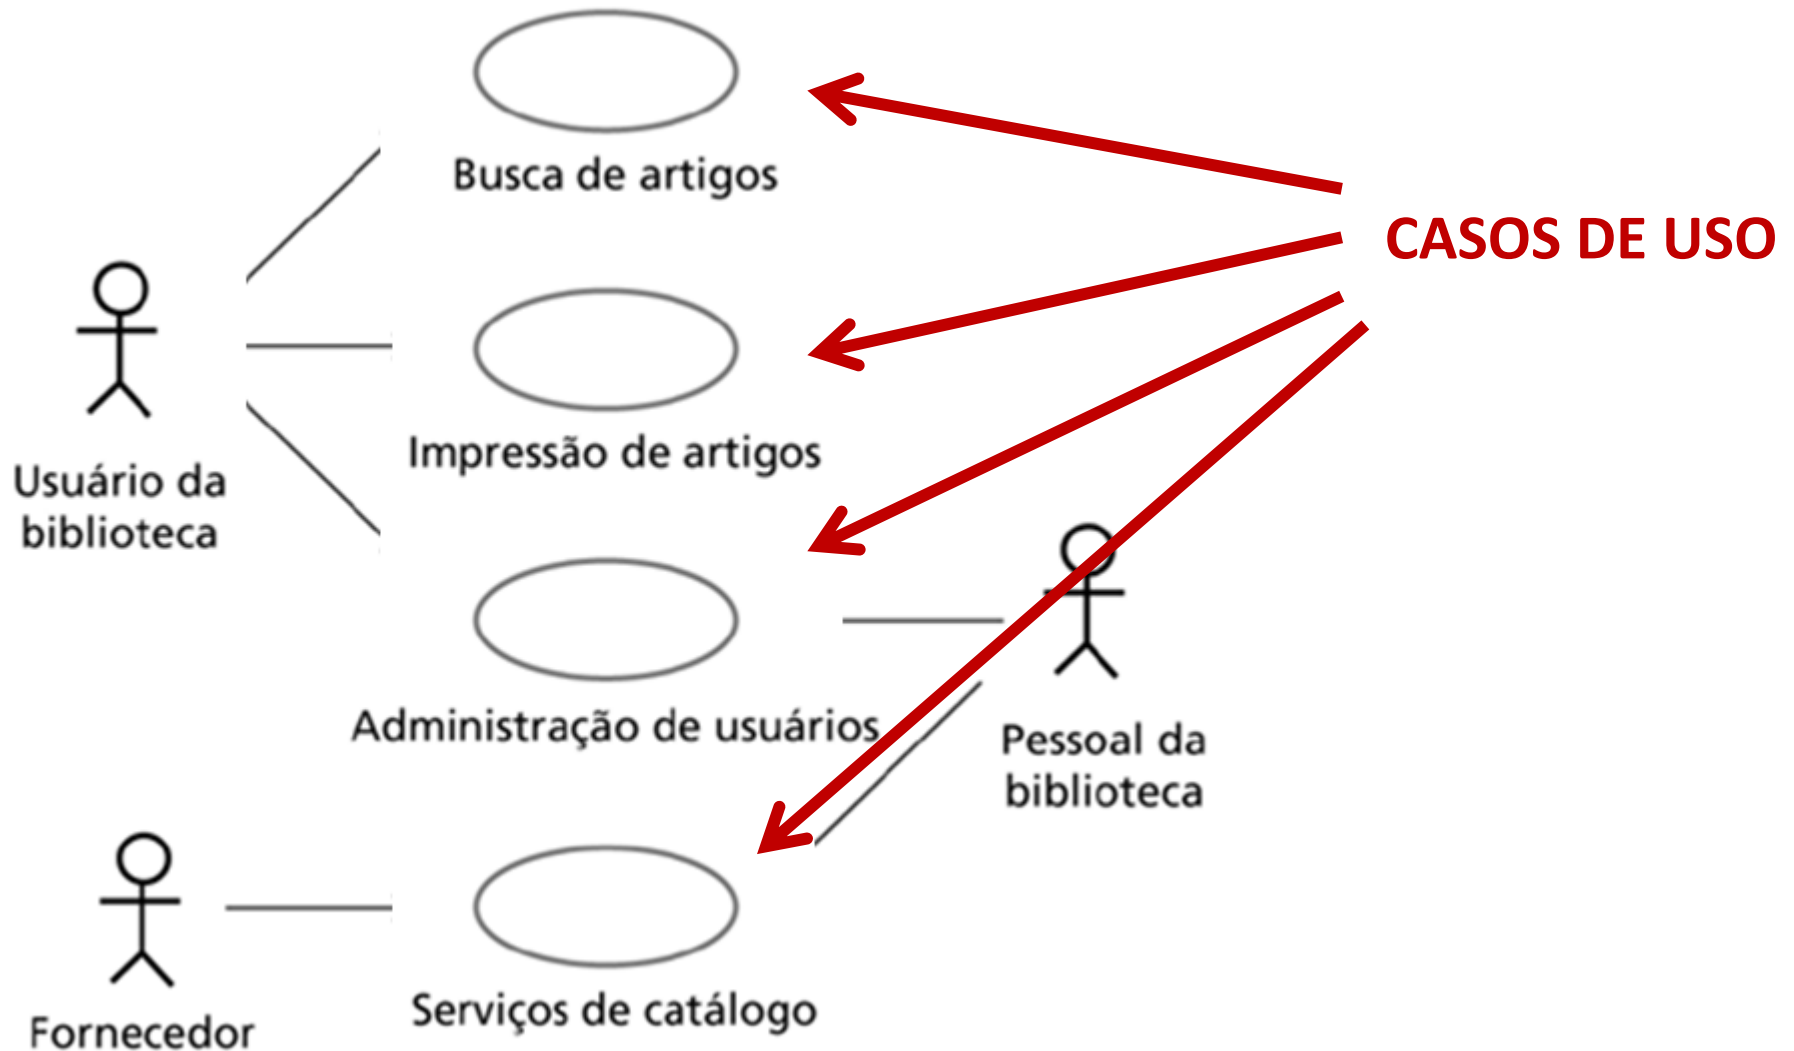 Busca de artigos
CASOS DE USO
Impressão de artigos
Usuário da
biblioteca
Administração de usuários
Pessoal da
biblioteca
Serviços de catálogo
Fornecedor